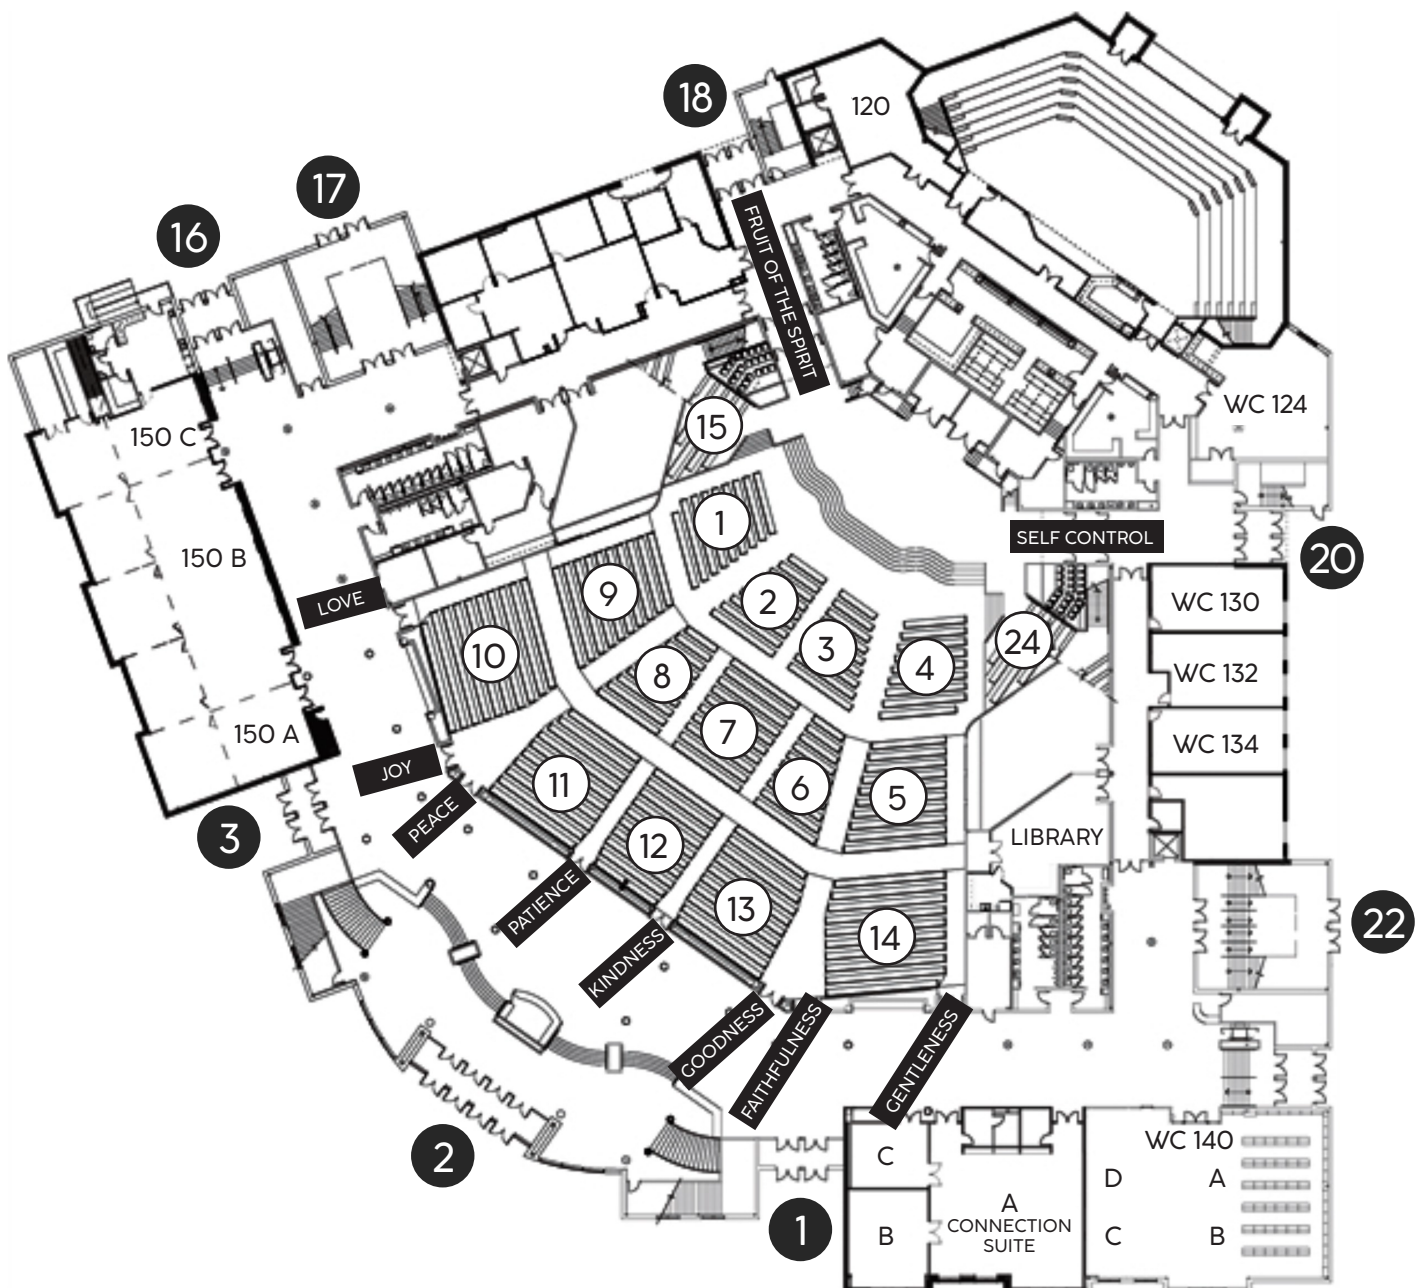 18
120
17
16
FRUIT OF THE SPIRIT
15
WC 124
150 C
1
SELF CONTROL
20
150 B
9
2
LOVE
WC 130
3
24
10
8
4
WC 132
150 A
7
WC 134
JOY
11
6
5
PEACE
3
12
LIBRARY
PATIENCE
13
14
22
KINDNESS
GOODNESS
FAITHFULNESS
GENTLENESS
2
C
WC 140
D
A
A
CONNECTION
SUITE
1
B
C
B